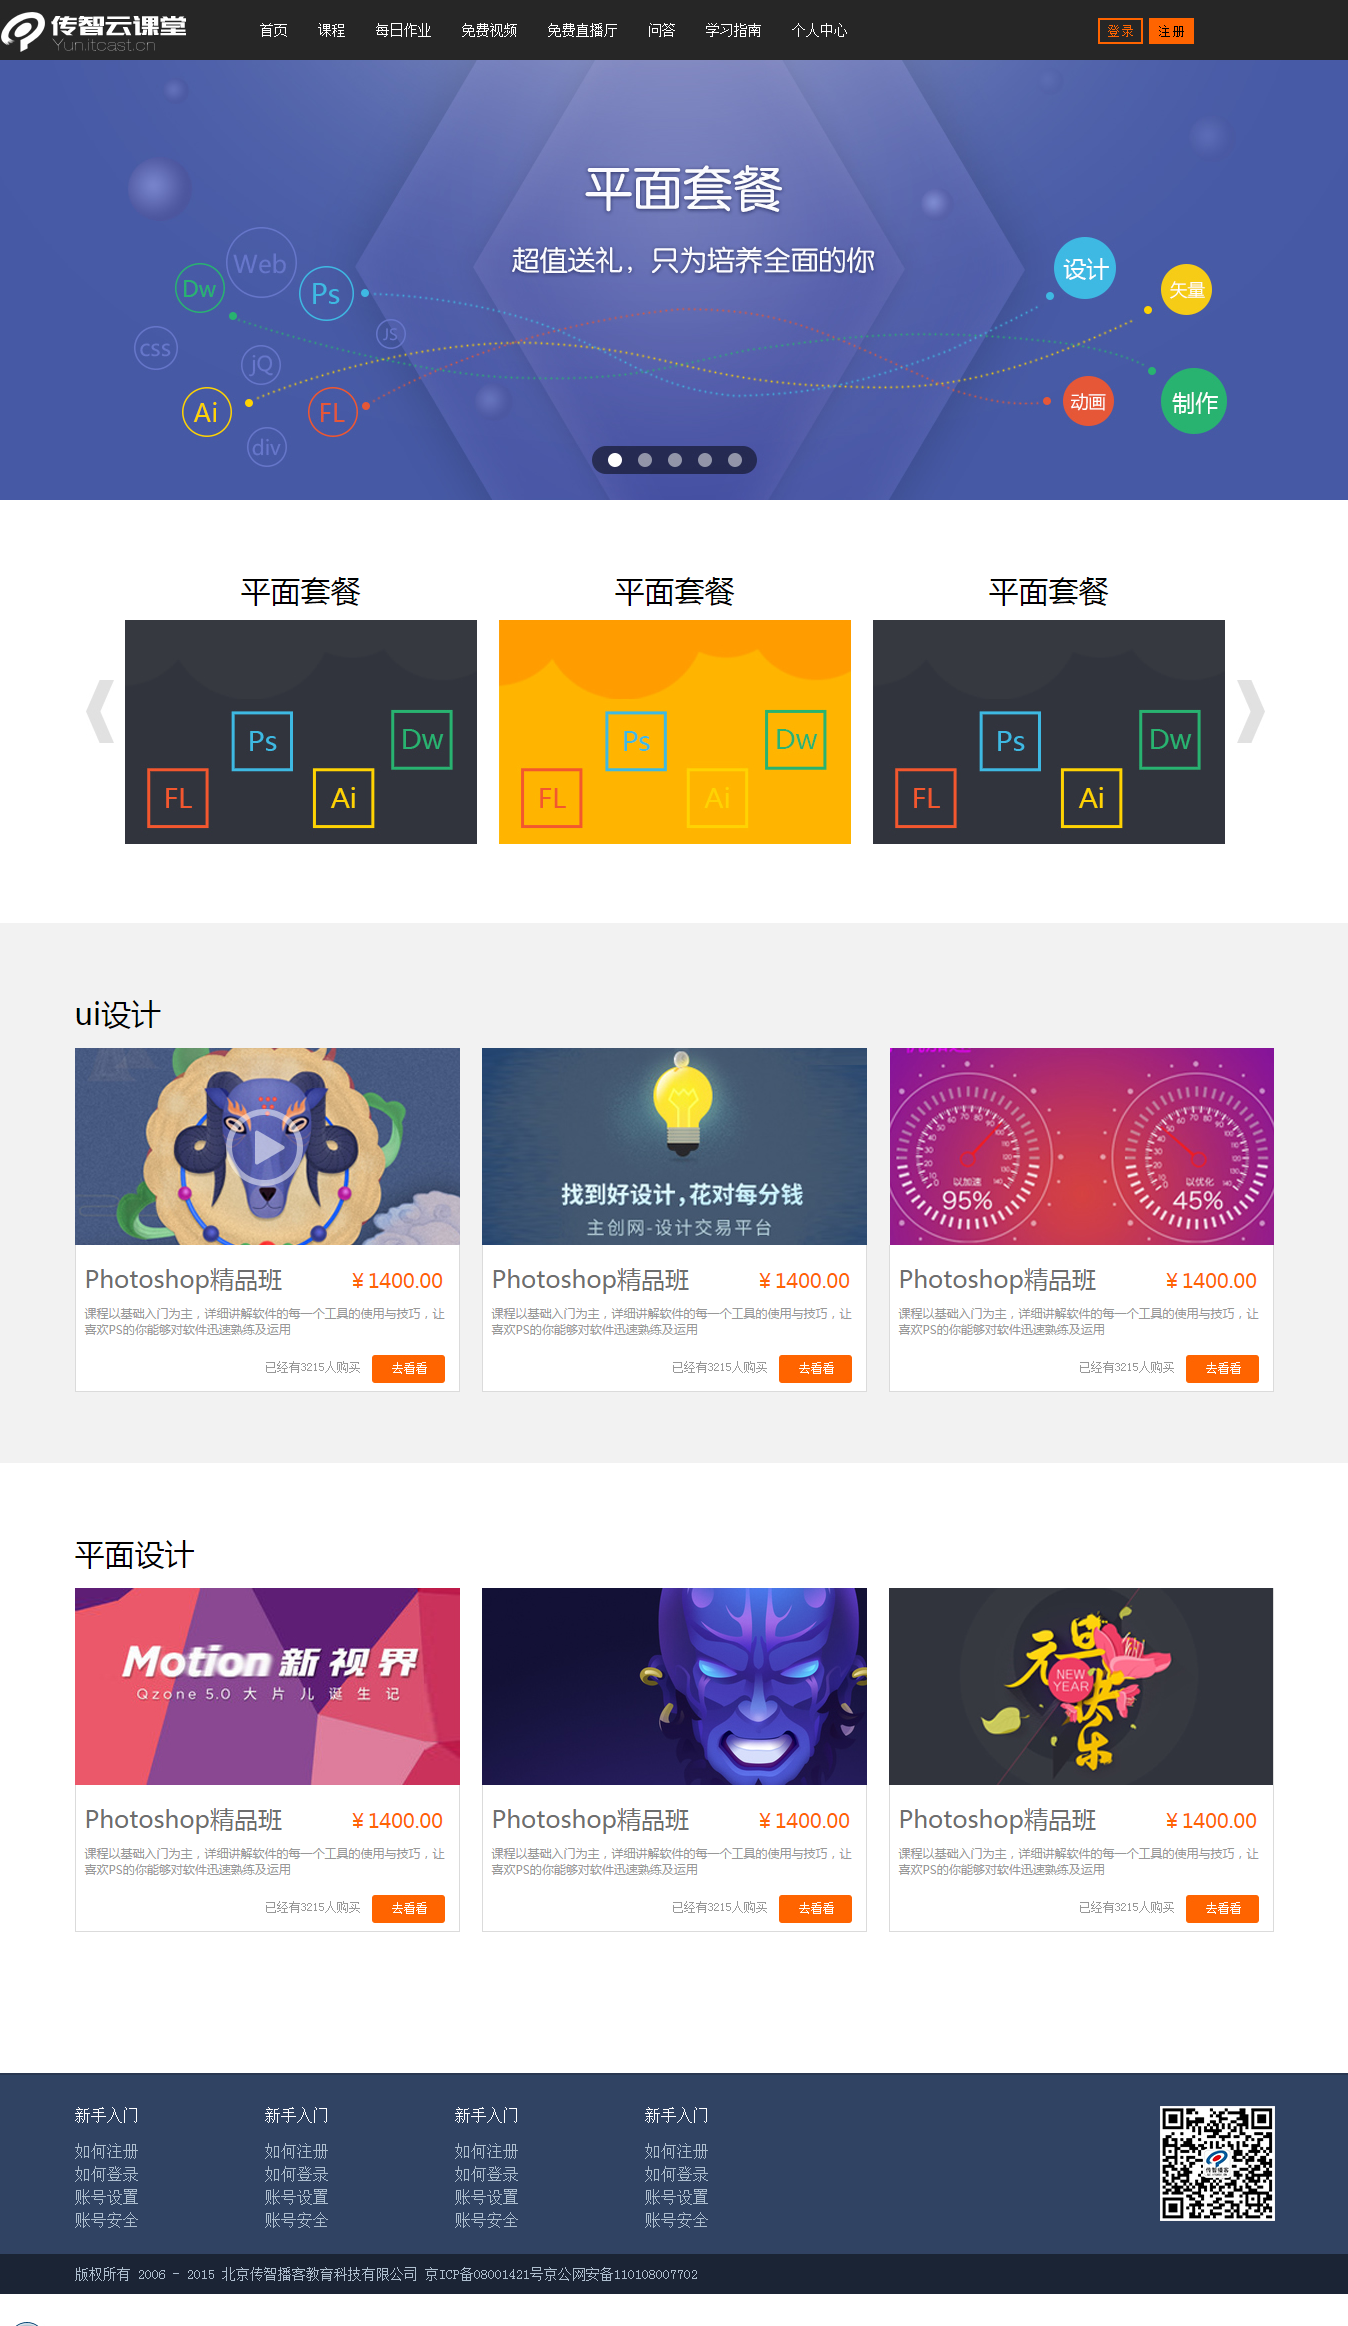 传智云课堂
Yun.itcast.cn
首页 课程 每日作业 免费视频 免费直播厅 问答 学习指南 个人中心 登录 注册
平面套餐
超值送礼，只为培养全面的你
Web
Dw
Ps
JS
css
jQ
Ai
FL
div
设计
矢量
动画
制作
平面套餐 平面套餐 平面套餐
Ps Dw FL Ai
Ps Dw FL Ai
Ps Dw FL Ai
ui设计
找到好设计,花对每分钱
主创网-设计交易平台
以加速
95%
以优化
45%
Photoshop精品班 ¥1400.00
课程以基础入门为主，详细讲解软件的每一个工具的使用与技巧，让
喜欢PS的你能够对软件迅速熟练及运用
已经有3215人购买 去看看
Photoshop精品班 ¥1400.00
课程以基础入门为主，详细讲解软件的每一个工具的使用与技巧，让
喜欢PS的你能够对软件迅速熟练及运用
已经有3215人购买 去看看
Photoshop精品班 ¥1400.00
课程以基础入门为主，详细讲解软件的每一个工具的使用与技巧，让
喜欢PS的你能够对软件迅速熟练及运用
已经有3215人购买 去看看
平面设计
Motion新视界
Qzone 5.0 大片儿诞生记
元旦快乐
NEW
YEAR
Photoshop精品班 ¥1400.00
课程以基础入门为主，详细讲解软件的每一个工具的使用与技巧，让
喜欢PS的你能够对软件迅速熟练及运用
已经有3215人购买 去看看
Photoshop精品班 ¥1400.00
课程以基础入门为主，详细讲解软件的每一个工具的使用与技巧，让
喜欢PS的你能够对软件迅速熟练及运用
已经有3215人购买 去看看
Photoshop精品班 ¥1400.00
课程以基础入门为主，详细讲解软件的每一个工具的使用与技巧，让
喜欢PS的你能够对软件迅速熟练及运用
已经有3215人购买 去看看
新手入门 新手入门 新手入门 新手入门
如何注册 如何注册 如何注册 如何注册
如何登录 如何登录 如何登录 如何登录
账号设置 账号设置 账号设置 账号设置
账号安全 账号安全 账号安全 账号安全
传智播客
版权所有 2006 - 2015 北京传智播客教育科技有限公司 京ICP备08001421号京公网安备110108007702